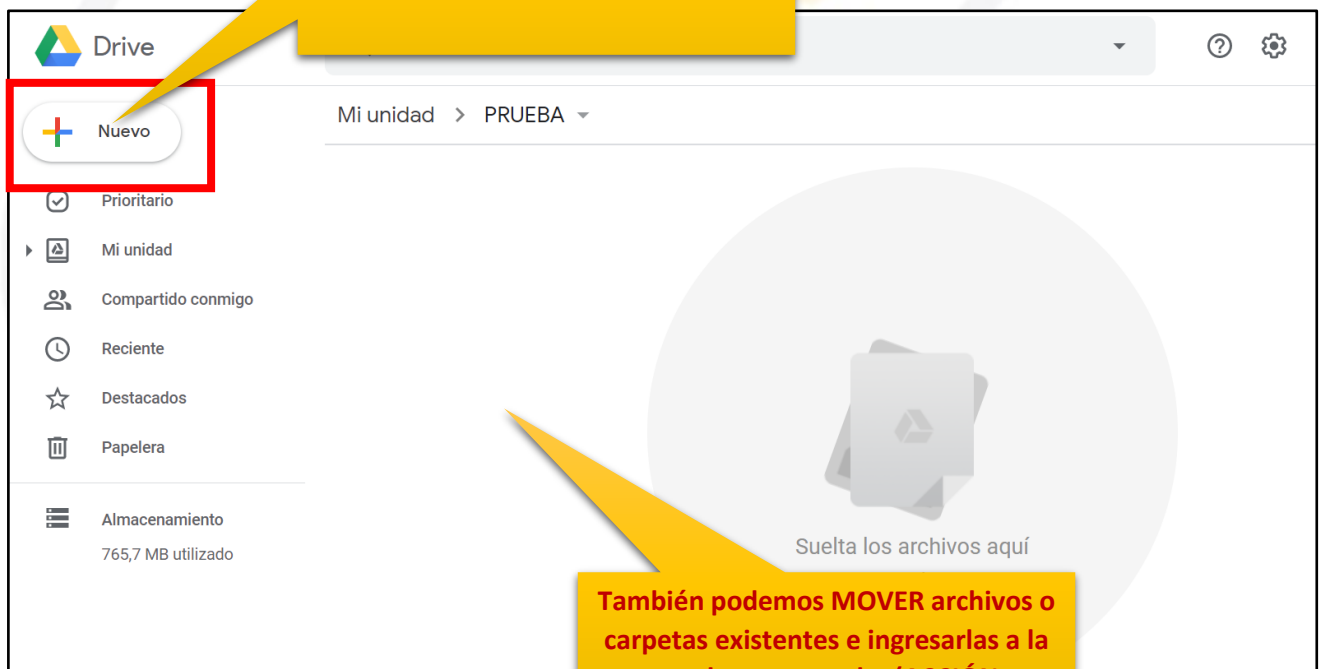 Drive
Nuevo
Mi unidad > PRUEBA
Prioritario
Mi unidad
Compartido conmigo
Reciente
Destacados
Papelera
Almacenamiento
765,7 MB utilizado
Suelta los archivos aquí
También podemos MOVER archivos o
carpetas existentes e ingresarlas a la